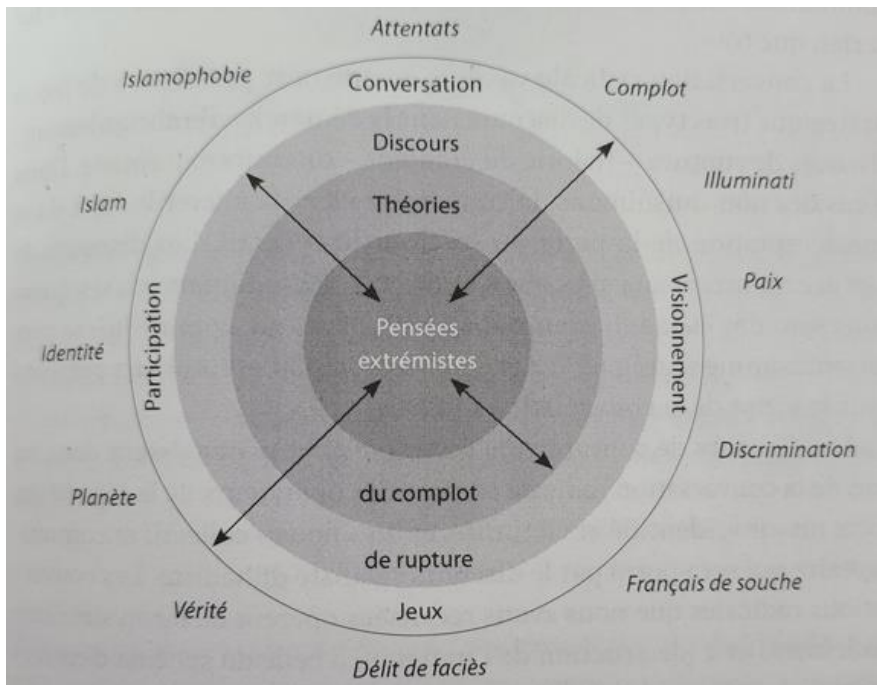 Attentats
Islamophobie
Complot
Conversation
Discours
Illuminati
Islam
Théories
Paix
Participation
Visionnement
Pensées
extrémistes
Identité
Discrimination
Planète
du complot
de rupture
Français de souche
Vérité
Jeux
Délit de faciès